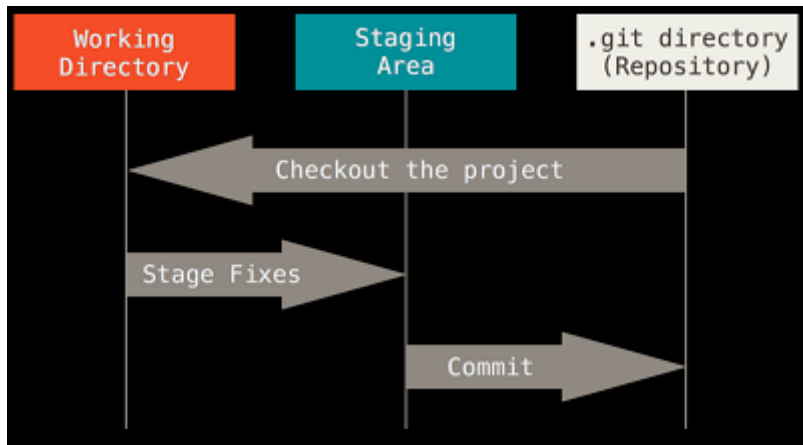 Working
Directory
Staging
Area
.git directory
(Repository)
Checkout the project
Stage Fixes
Commit